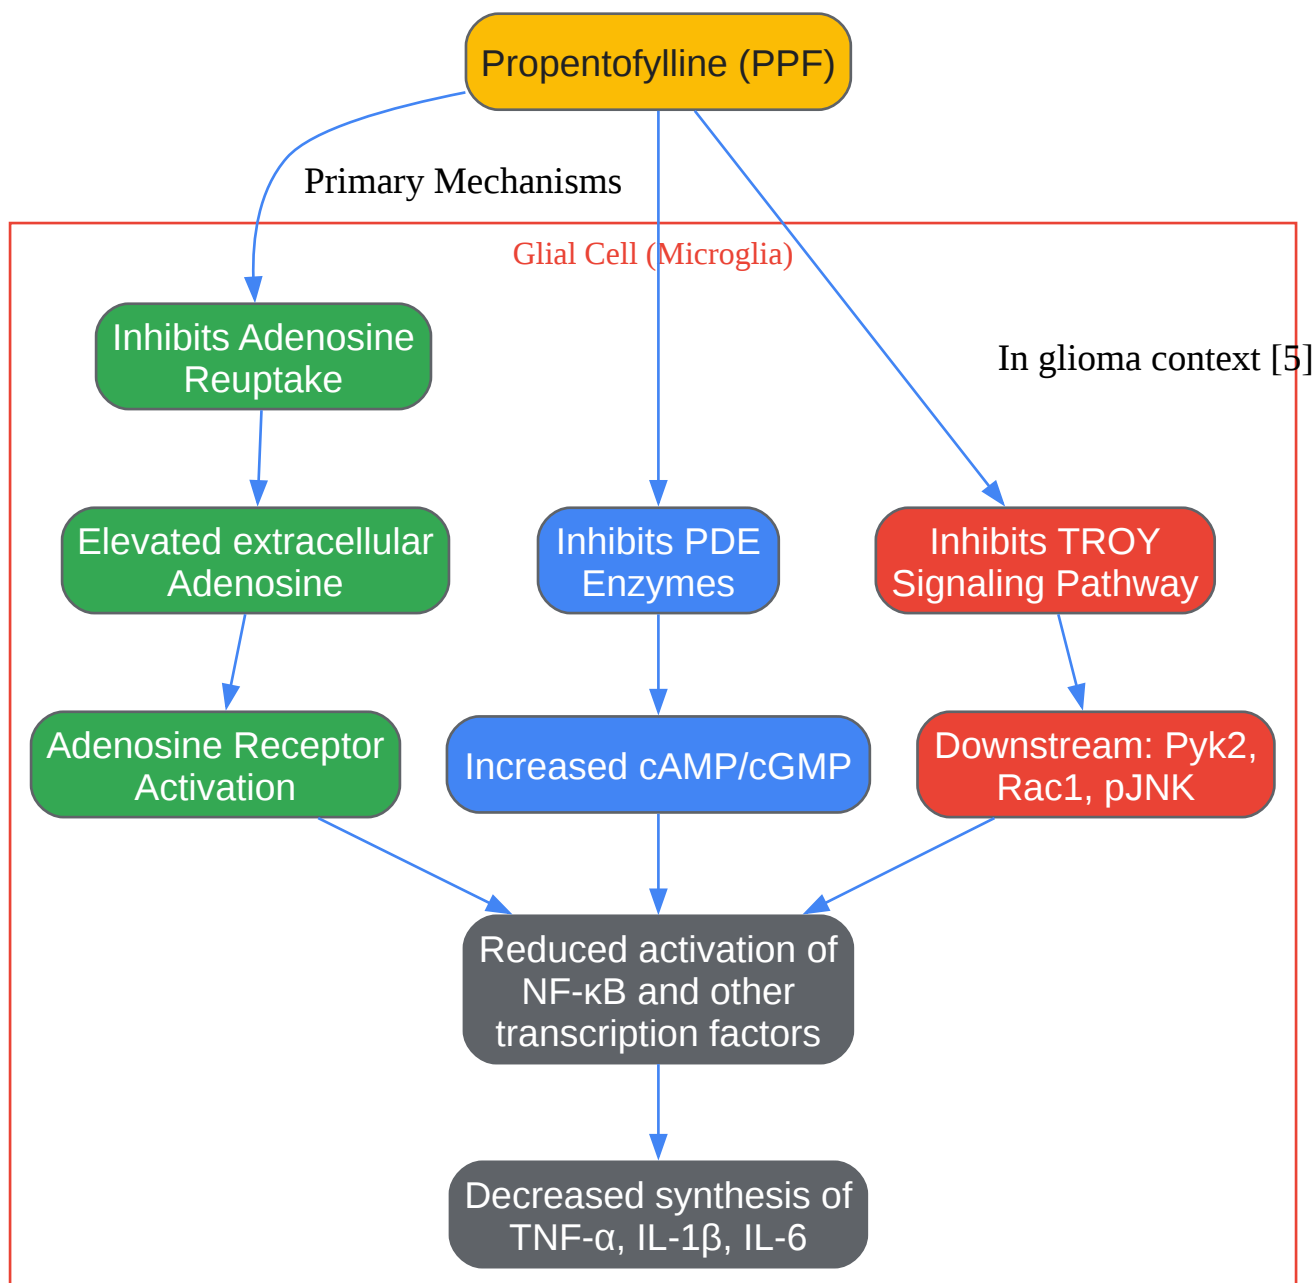 Propentofylline (PPF)
Primary Mechanisms
Glial Cell (Microglia)
Inhibits Adenosine
Reuptake
In glioma context [5]
Elevated extracellular
Adenosine
Inhibits PDE
Enzymes
Inhibits TROY
Signaling Pathway
Adenosine Receptor
Activation
Increased cAMP/cGMP
Downstream: Pyk2,
Rac1, pJNK
Reduced activation of
NF-κB and other
transcription factors
Decreased synthesis of
TNF-α, IL-1β, IL-6